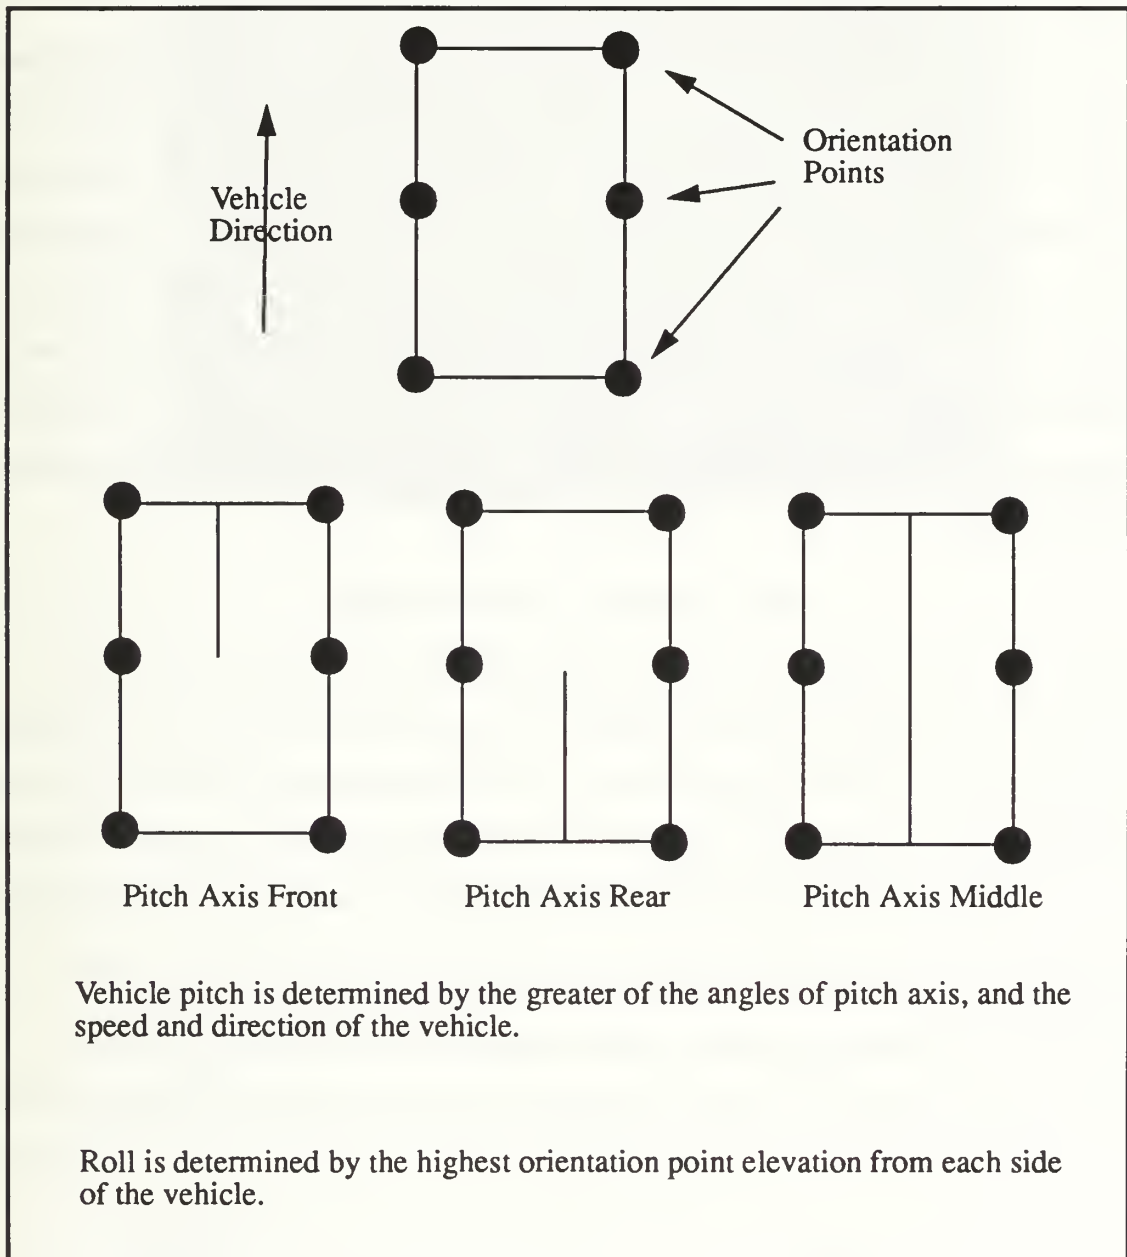 Orientation
Points
Vehicle
Direction
Pitch Axis Front
Pitch Axis Rear
Pitch Axis Middle
Vehicle pitch is determined by the greater of the angles of pitch axis, and the
speed and direction of the vehicle.
Roll is determined by the highest orientation point elevation from each side
of the vehicle.